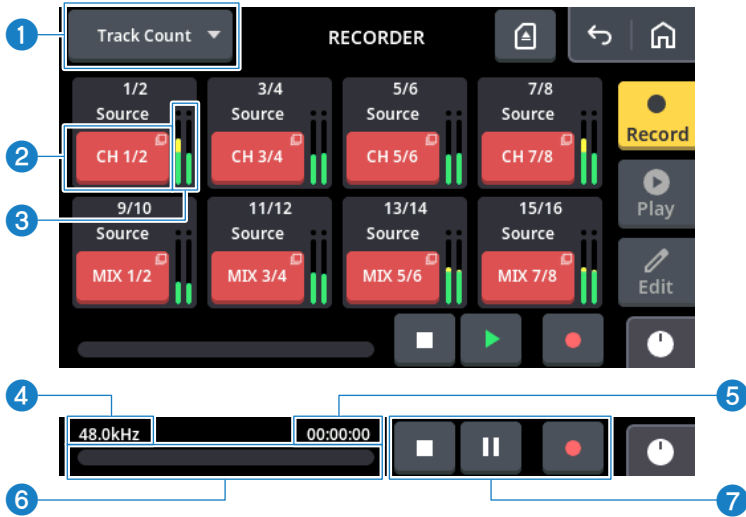 1
Track Count
RECORDER
1/2
3/4
5/6
7/8
Source
Source
Source
Source
Record
2
CH 1/2
CH 3/4
CH 5/6
CH 7/8
3
9/10
11/12
13/14
15/16
Play
Source
Source
Source
Source
MIX 1/2
MIX 3/4
MIX 5/6
MIX 7/8
Edit
4
5
48.0kHz
00:00:00
6
7